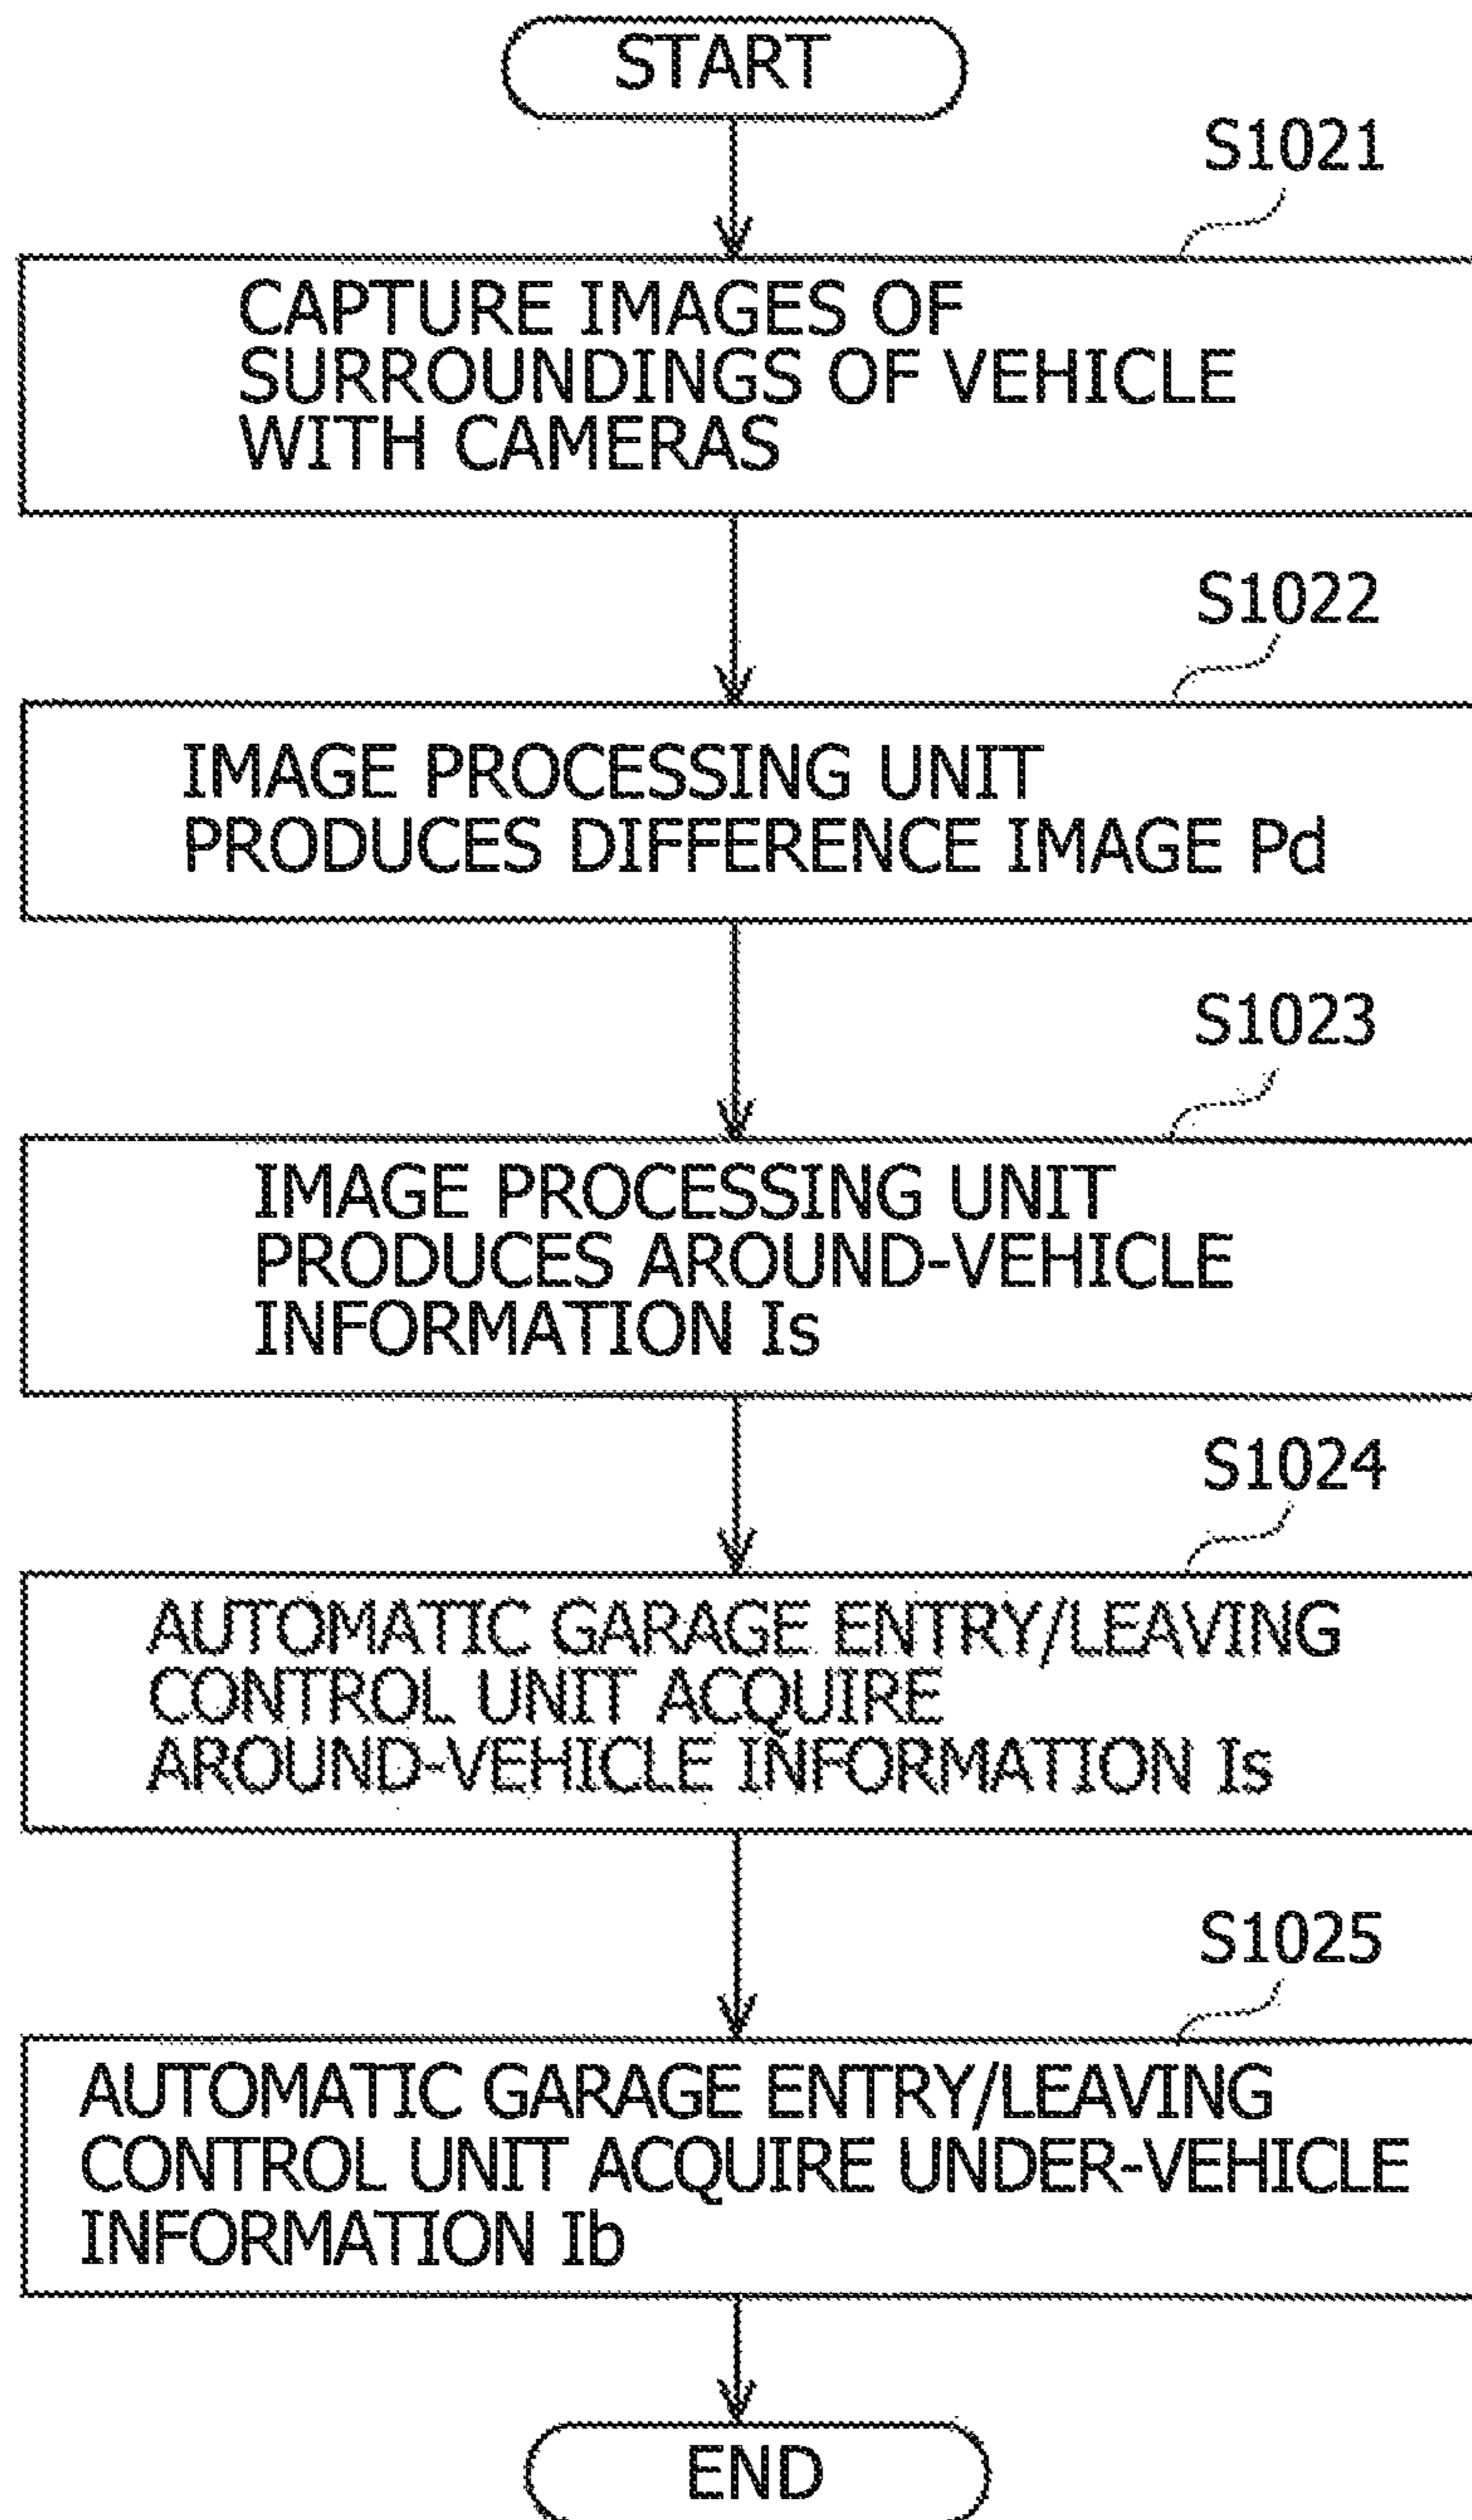 START
S1021
CAPTURE IMAGES OF
SURROUNDINGS OF VEHICLE
WITH CAMERAS
S1022
IMAGE PROCESSING UNIT
PRODUCES DIFFERENCE IMAGE Pd
S1023
IMAGE PROCESSING UNIT
PRODUCES AROUND-VEHICLE
INFORMATION Is
S1024
AUTOMATIC GARAGE ENTRY/LEAVING
CONTROL UNIT ACQUIRE
AROUND-VEHICLE INFORMATION Is
S1025
AUTOMATIC GARAGE ENTRY/LEAVING
CONTROL UNIT ACQUIRE UNDER-VEHICLE
INFORMATION Ib
END